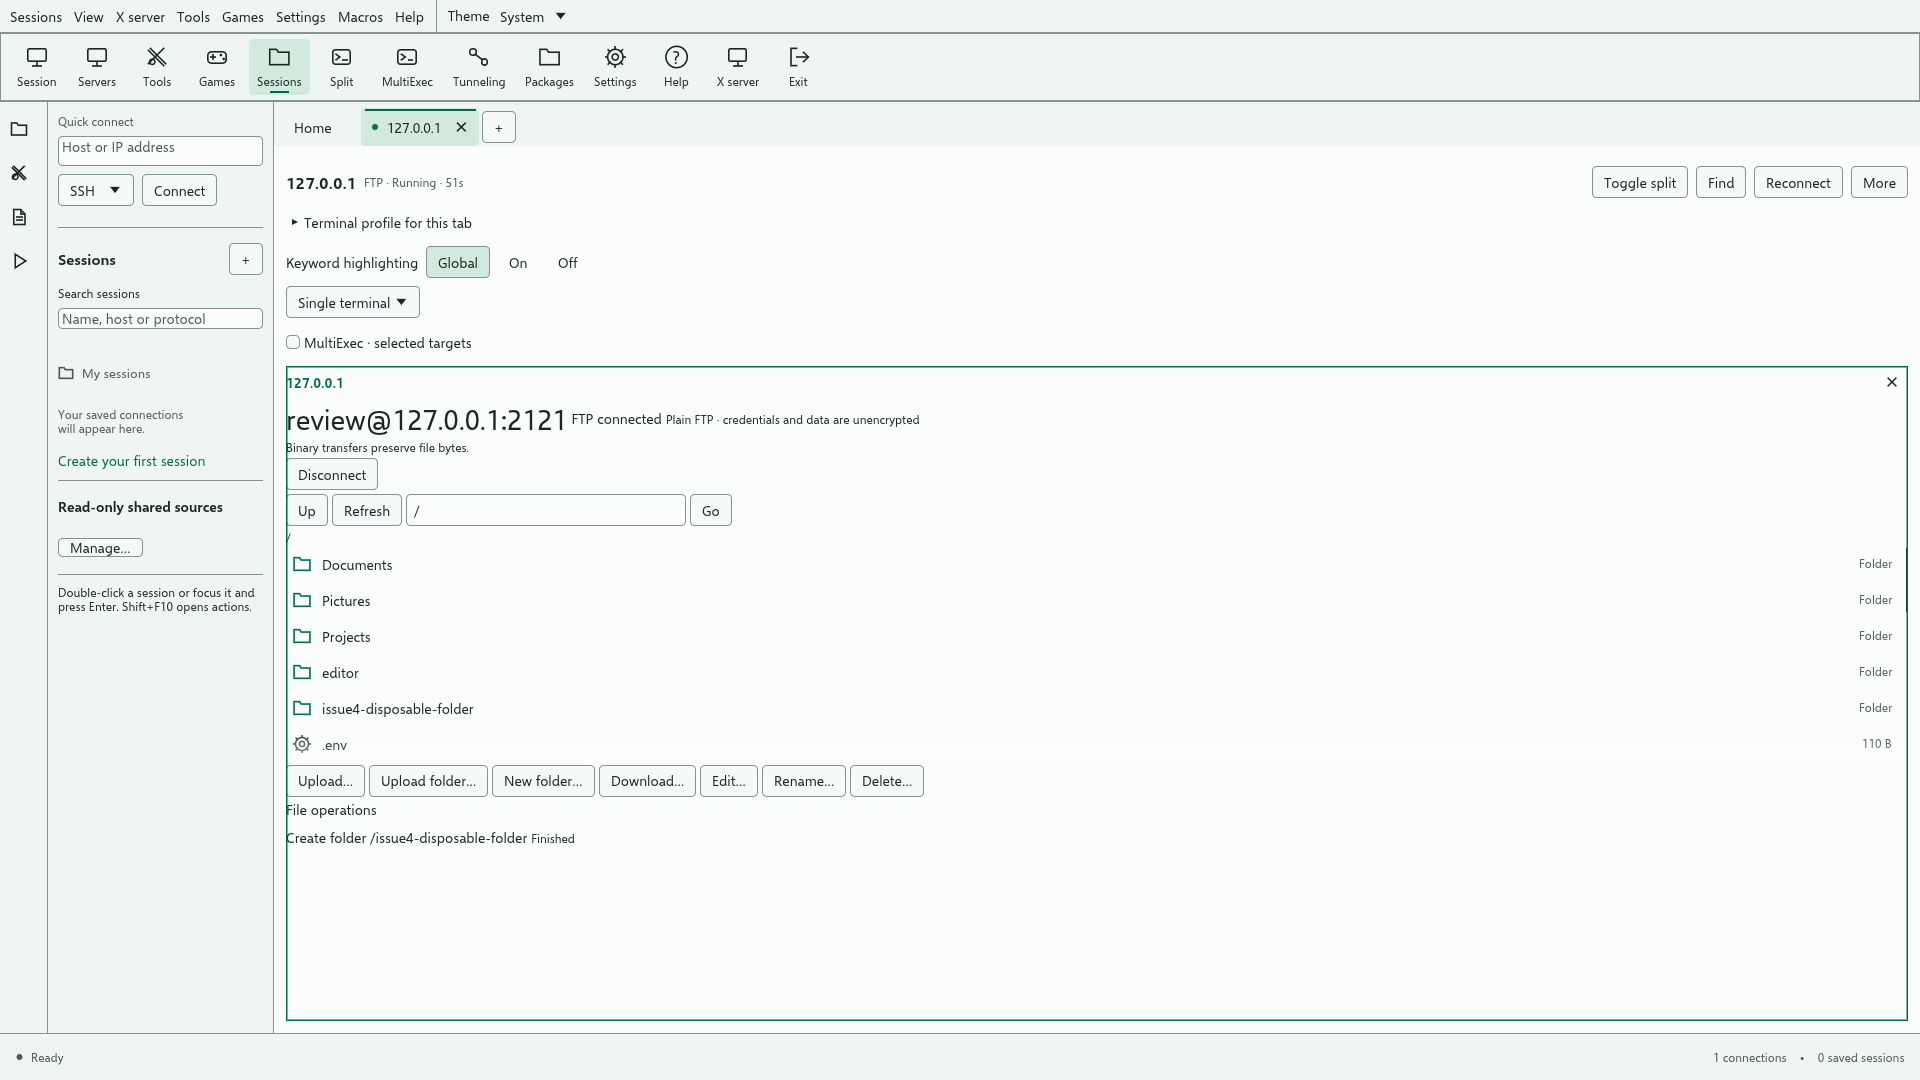 Sessions View X server Tools Games Settings Macros Help Theme System
Session Servers Tools Games Sessions Split MultiExec Tunneling Packages Settings Help X server Exit
Quick connect
Host or IP address
SSH Connect
Sessions +
Search sessions
Name, host or protocol
My sessions
Your saved connections
will appear here.
Create your first session
Read-only shared sources
Manage...
Double-click a session or focus it and
press Enter. Shift+F10 opens actions.
Home 127.0.0.1 +
127.0.0.1 FTP · Running · 51s Toggle split Find Reconnect More
Terminal profile for this tab
Keyword highlighting Global On Off
Single terminal
MultiExec · selected targets
127.0.0.1
review@127.0.0.1:2121 FTP connected Plain FTP · credentials and data are unencrypted
Binary transfers preserve file bytes.
Disconnect
Up Refresh / Go
/
Documents Folder
Pictures Folder
Projects Folder
editor Folder
issue4-disposable-folder Folder
.env 110 B
Upload... Upload folder... New folder... Download... Edit... Rename... Delete...
File operations
Create folder /issue4-disposable-folder Finished
Ready 1 connections • 0 saved sessions